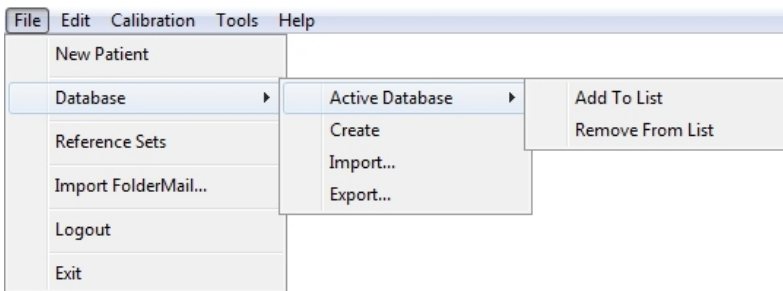 File Edit Calibration Tools Help
New Patient
Database
Reference Sets
Import FolderMail...
Logout
Exit
Active Database
Create
Import...
Export...
Add To List
Remove From List